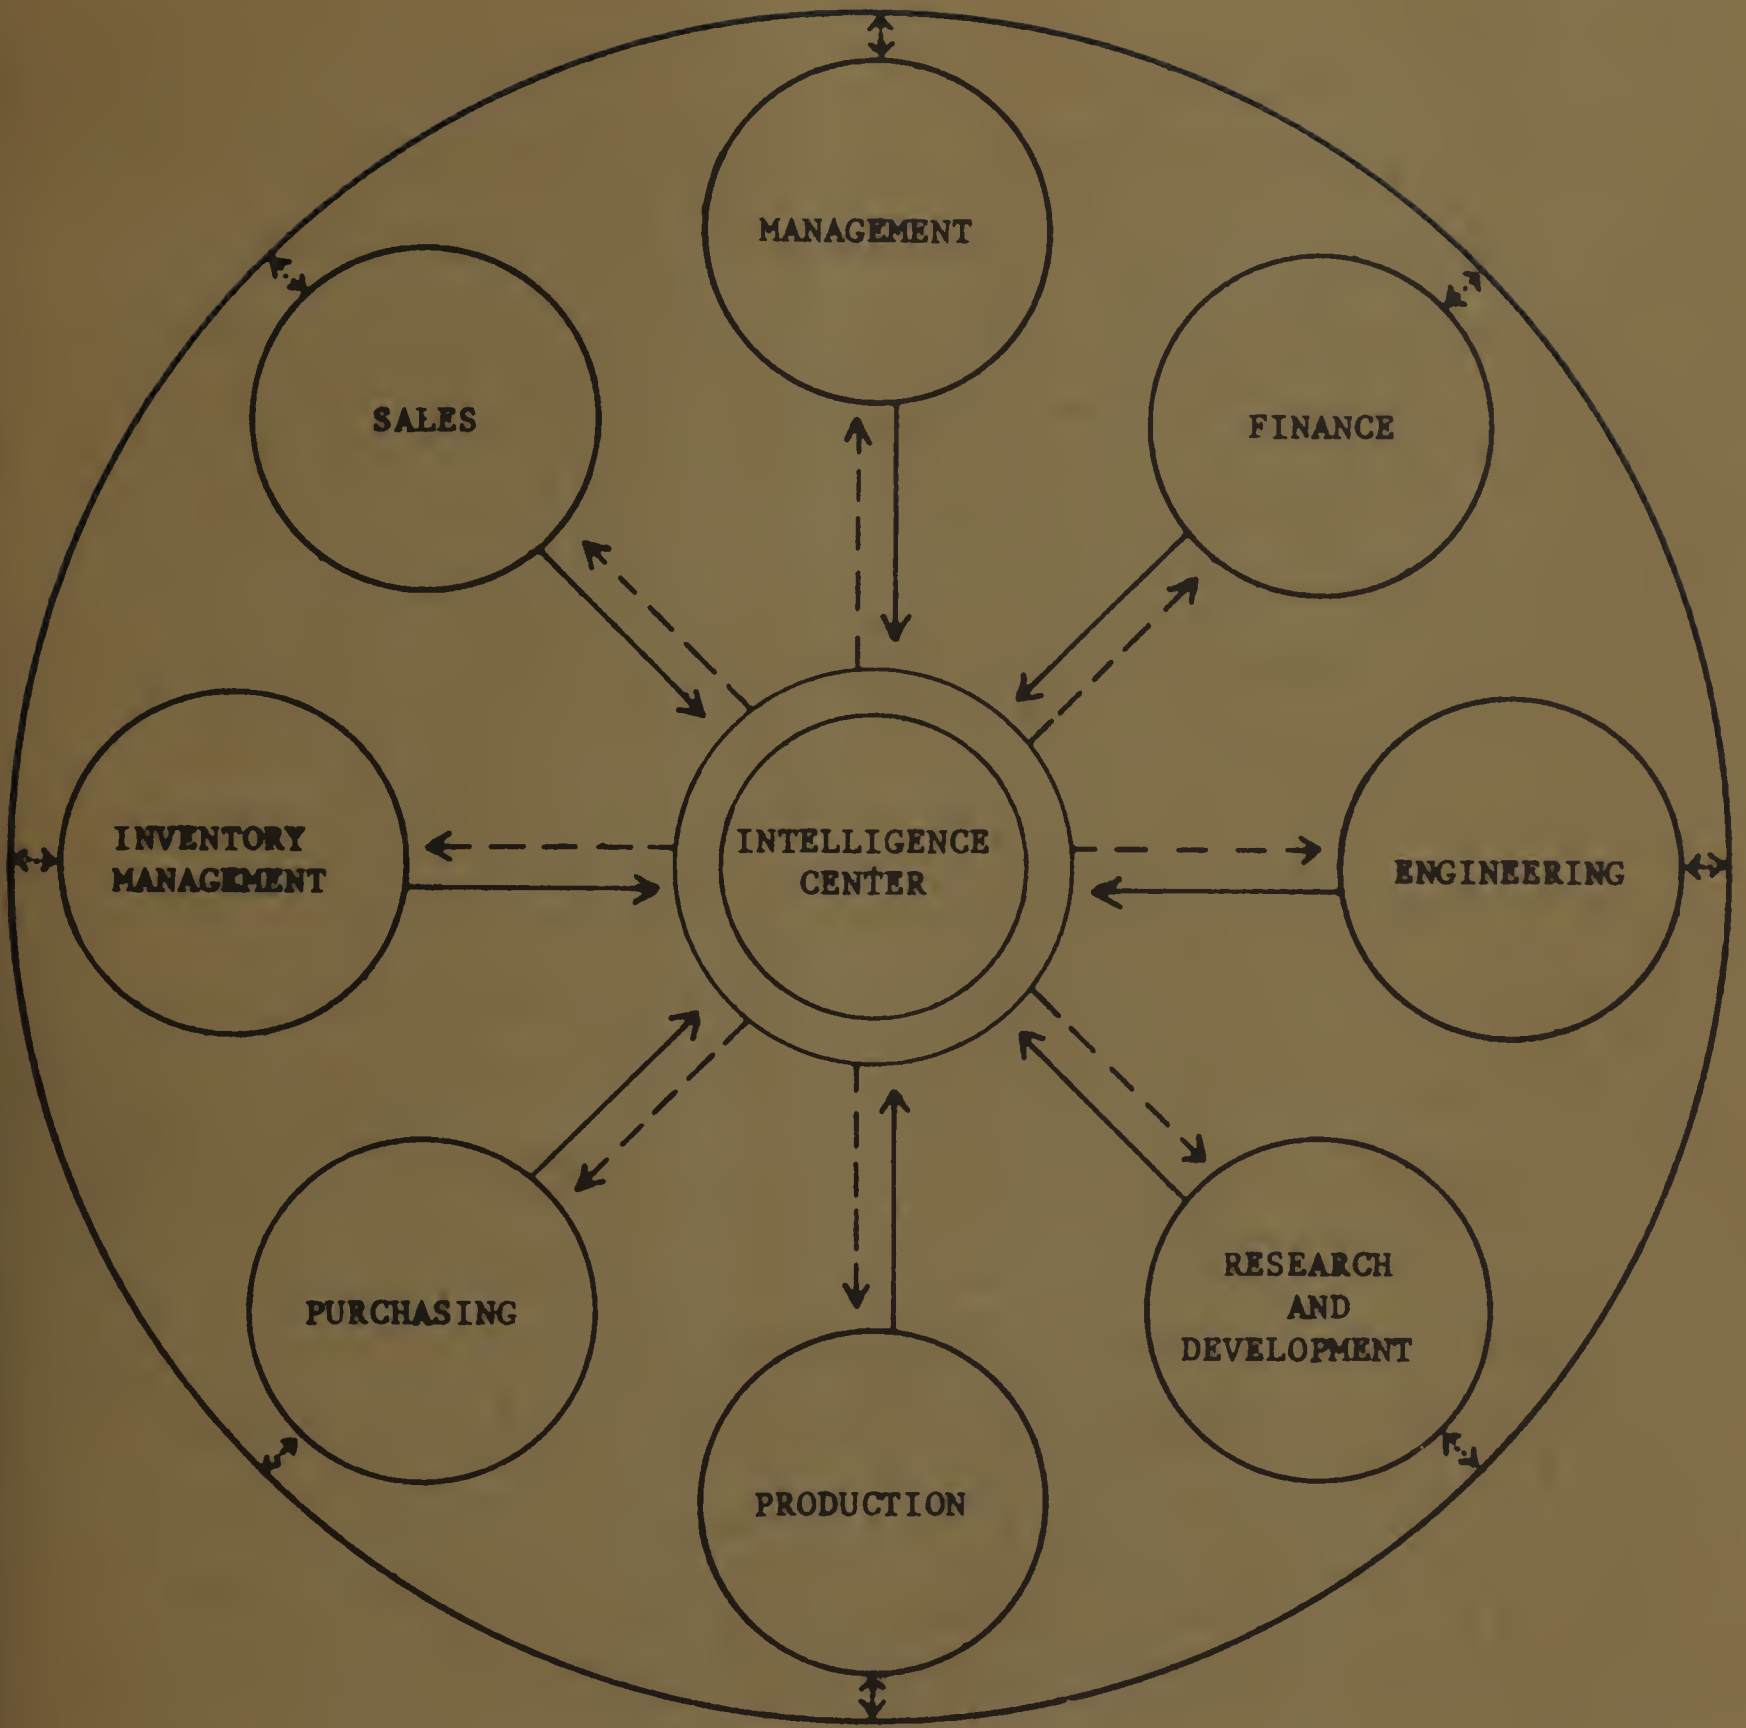 MANAGEMENT
SALES
FINANCE
INVENTORY
MANAGEMENT
INTELLIGENCE
CENTER
ENGINEERING
PURCHASING
RESEARCH
AND
DEVELOPMENT
PRODUCTION